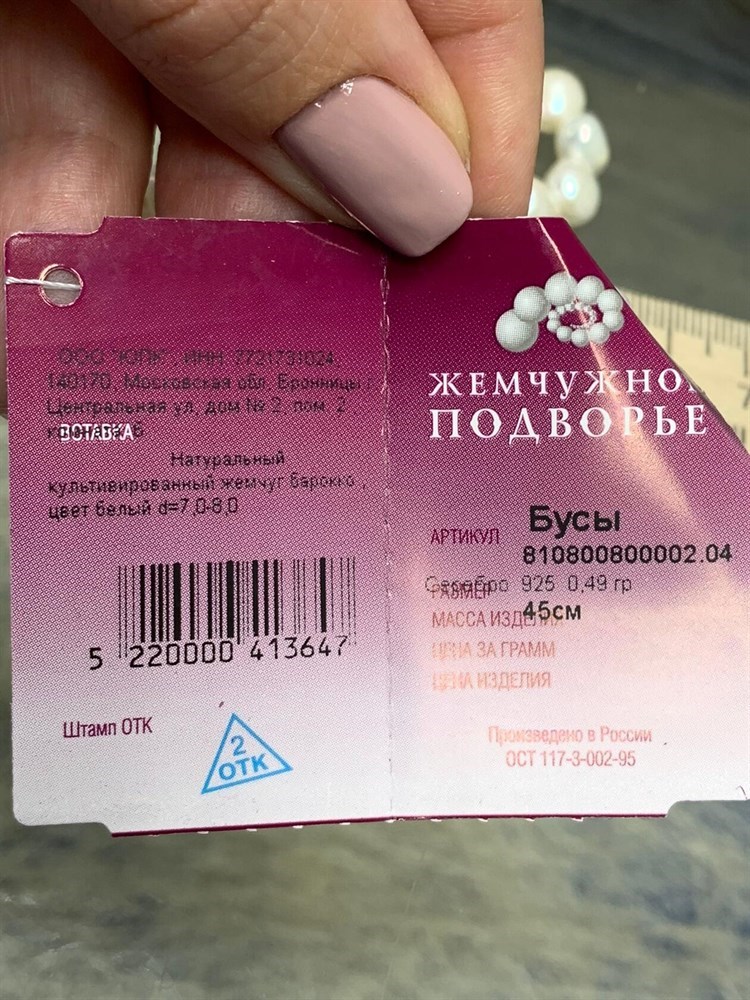 ООО "ЮПК", ИНН 7721731024,
140170, Московская обл, Бронницы г,
Центральная ул, дом № 2, пом. 2
ВСТАВКА
Натуральный
культивированный жемчуг барокко,
цвет белый d=7,0-8,0
5 220000 413647
Штамп ОТК
2
ОТК
ЖЕМЧУЖНО
ПОДВОРЬЕ
АРТИКУЛ Бусы
810800800002.04
Серебро 925 0,49 гр
РАЗМЕР
МАССА ИЗДЕЛИЯ 45см
ЦЕНА ЗА ГРАММ
ЦЕНА ИЗДЕЛИЯ
Произведено в России
ОСТ 117-3-002-95